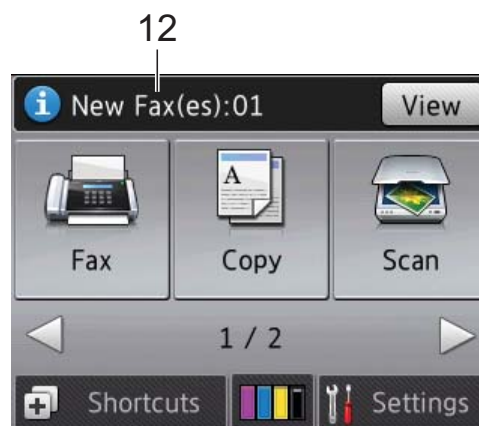 12
New Fax(es):01 View
Fax Copy Scan
1 / 2
Shortcuts Settings